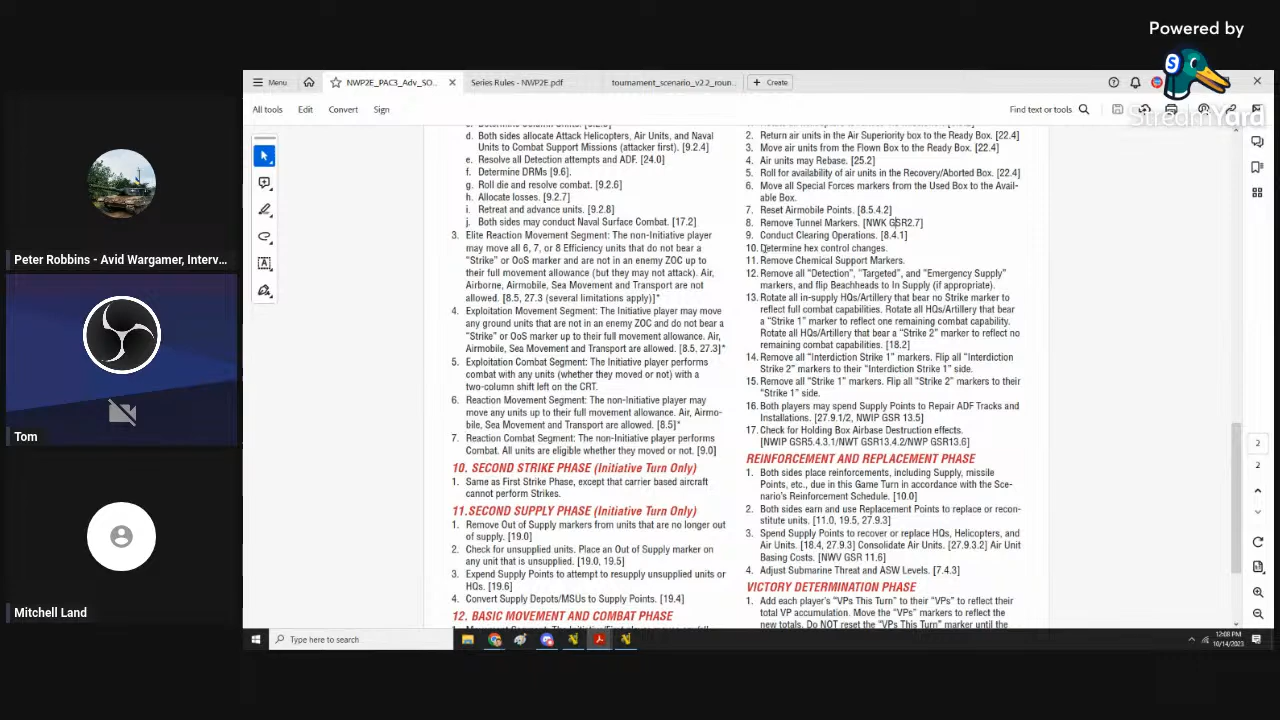 Powered by
StreamYard
Menu
NWP2E_PAC3_Adv_SO...
Series Rules - NWP2E.pdf
tournament_scenario_v2.2_roun...
Create
All tools
Edit
Convert
Sign
Find text or tools
d. Both sides allocate Attack Helicopters, Air Units, and Naval
Units to Combat Support Missions (attacker first). [9.2.4]
e. Resolve all Detection attempts and ADF. [24.0]
f. Determine DRMs [9.6].
g. Roll die and resolve combat. [9.2.6]
h. Allocate losses. [9.2.7]
i. Retreat and advance units. [9.2.8]
j. Both sides may conduct Naval Surface Combat. [17.2]
3. Elite Reaction Movement Segment: The non-Initiative player
may move all 6, 7, or 8 Efficiency units that do not bear a
"Strike" or OoS marker and are not in an enemy ZOC up to
their full movement allowance (but they may not attack). Air,
Airborne, Airmobile, Sea Movement and Transport are not
allowed. [8.5, 27.3 (several limitations apply)]*
4. Exploitation Movement Segment: The Initiative player may move
any ground units that are not in an enemy ZOC and do not bear a
"Strike" or OoS marker up to their full movement allowance. Air,
Airmobile, Sea Movement and Transport are allowed. [8.5, 27.3]*
5. Exploitation Combat Segment: The Initiative player performs
combat with any units (whether they moved or not) with a
two-column shift left on the CRT.
6. Reaction Movement Segment: The non-Initiative player may
move any units up to their full movement allowance. Air, Airmo-
bile, Sea Movement and Transport are allowed. [8.5]*
7. Reaction Combat Segment: The non-Initiative player performs
Combat. All units are eligible whether they moved or not. [9.0]
10. SECOND STRIKE PHASE (Initiative Turn Only)
1. Same as First Strike Phase, except that carrier based aircraft
cannot perform Strikes.
11.SECOND SUPPLY PHASE (Initiative Turn Only)
1. Remove Out of Supply markers from units that are no longer out
of supply. [19.0]
2. Check for unsupplied units. Place an Out of Supply marker on
any unit that is unsupplied. [19.0, 19.5]
3. Expend Supply Points to attempt to resupply unsupplied units or
HQs. [19.6]
4. Convert Supply Depots/MSUs to Supply Points. [19.4]
12. BASIC MOVEMENT AND COMBAT PHASE
2. Return air units in the Air Superiority box to the Ready Box. [22.4]
3. Move air units from the Flown Box to the Ready Box. [22.4]
4. Air units may Rebase. [25.2]
5. Roll for availability of air units in the Recovery/Aborted Box. [22.4]
6. Move all Special Forces markers from the Used Box to the Avail-
able Box.
7. Reset Airmobile Points. [8.5.4.2]
8. Remove Tunnel Markers. [NWK GSR2.7]
9. Conduct Clearing Operations. [8.4.1]
10. Determine hex control changes.
11. Remove Chemical Support Markers.
12. Remove all "Detection", "Targeted", and "Emergency Supply"
markers, and flip Beachheads to In Supply (if appropriate).
13. Rotate all in-supply HQs/Artillery that bear no Strike marker to
reflect full combat capabilities. Rotate all HQs/Artillery that bear
a "Strike 1" marker to reflect one remaining combat capability.
Rotate all HQs/Artillery that bear a "Strike 2" marker to reflect no
remaining combat capabilities. [18.2]
14. Remove all "Interdiction Strike 1" markers. Flip all "Interdiction
Strike 2" markers to their "Interdiction Strike 1" side.
15. Remove all "Strike 1" markers. Flip all "Strike 2" markers to their
"Strike 1" side.
16. Both players may spend Supply Points to Repair ADF Tracks and
Installations. [27.9.1/2, NWIP GSR 13.5]
17. Check for Holding Box Airbase Destruction effects.
[NWIP GSR5.4.3.1/NWT GSR13.4.2/NWP GSR13.6]
REINFORCEMENT AND REPLACEMENT PHASE
1. Both sides place reinforcements, including Supply, missile
Points, etc., due in this Game Turn in accordance with the Sce-
nario's Reinforcement Schedule. [10.0]
2. Both sides earn and use Replacement Points to replace or recon-
stitute units. [11.0, 19.5, 27.9.3]
3. Spend Supply Points to recover or replace HQs, Helicopters, and
Air Units. [18.4, 27.9.3] Consolidate Air Units. [27.9.3.2] Air Unit
Basing Costs. [NWV GSR 11.6]
4. Adjust Submarine Threat and ASW Levels. [7.4.3]
VICTORY DETERMINATION PHASE
1. Add each player's "VPs This Turn" to their "VPs" to reflect their
total VP accumulation. Move the "VPs" markers to reflect the
new totals. Do NOT reset the "VPs This Turn" marker until the
2
2
Peter Robbins - Avid Wargamer, Interv...
Tom
Mitchell Land
Type here to search
12:08 PM
10/14/2023